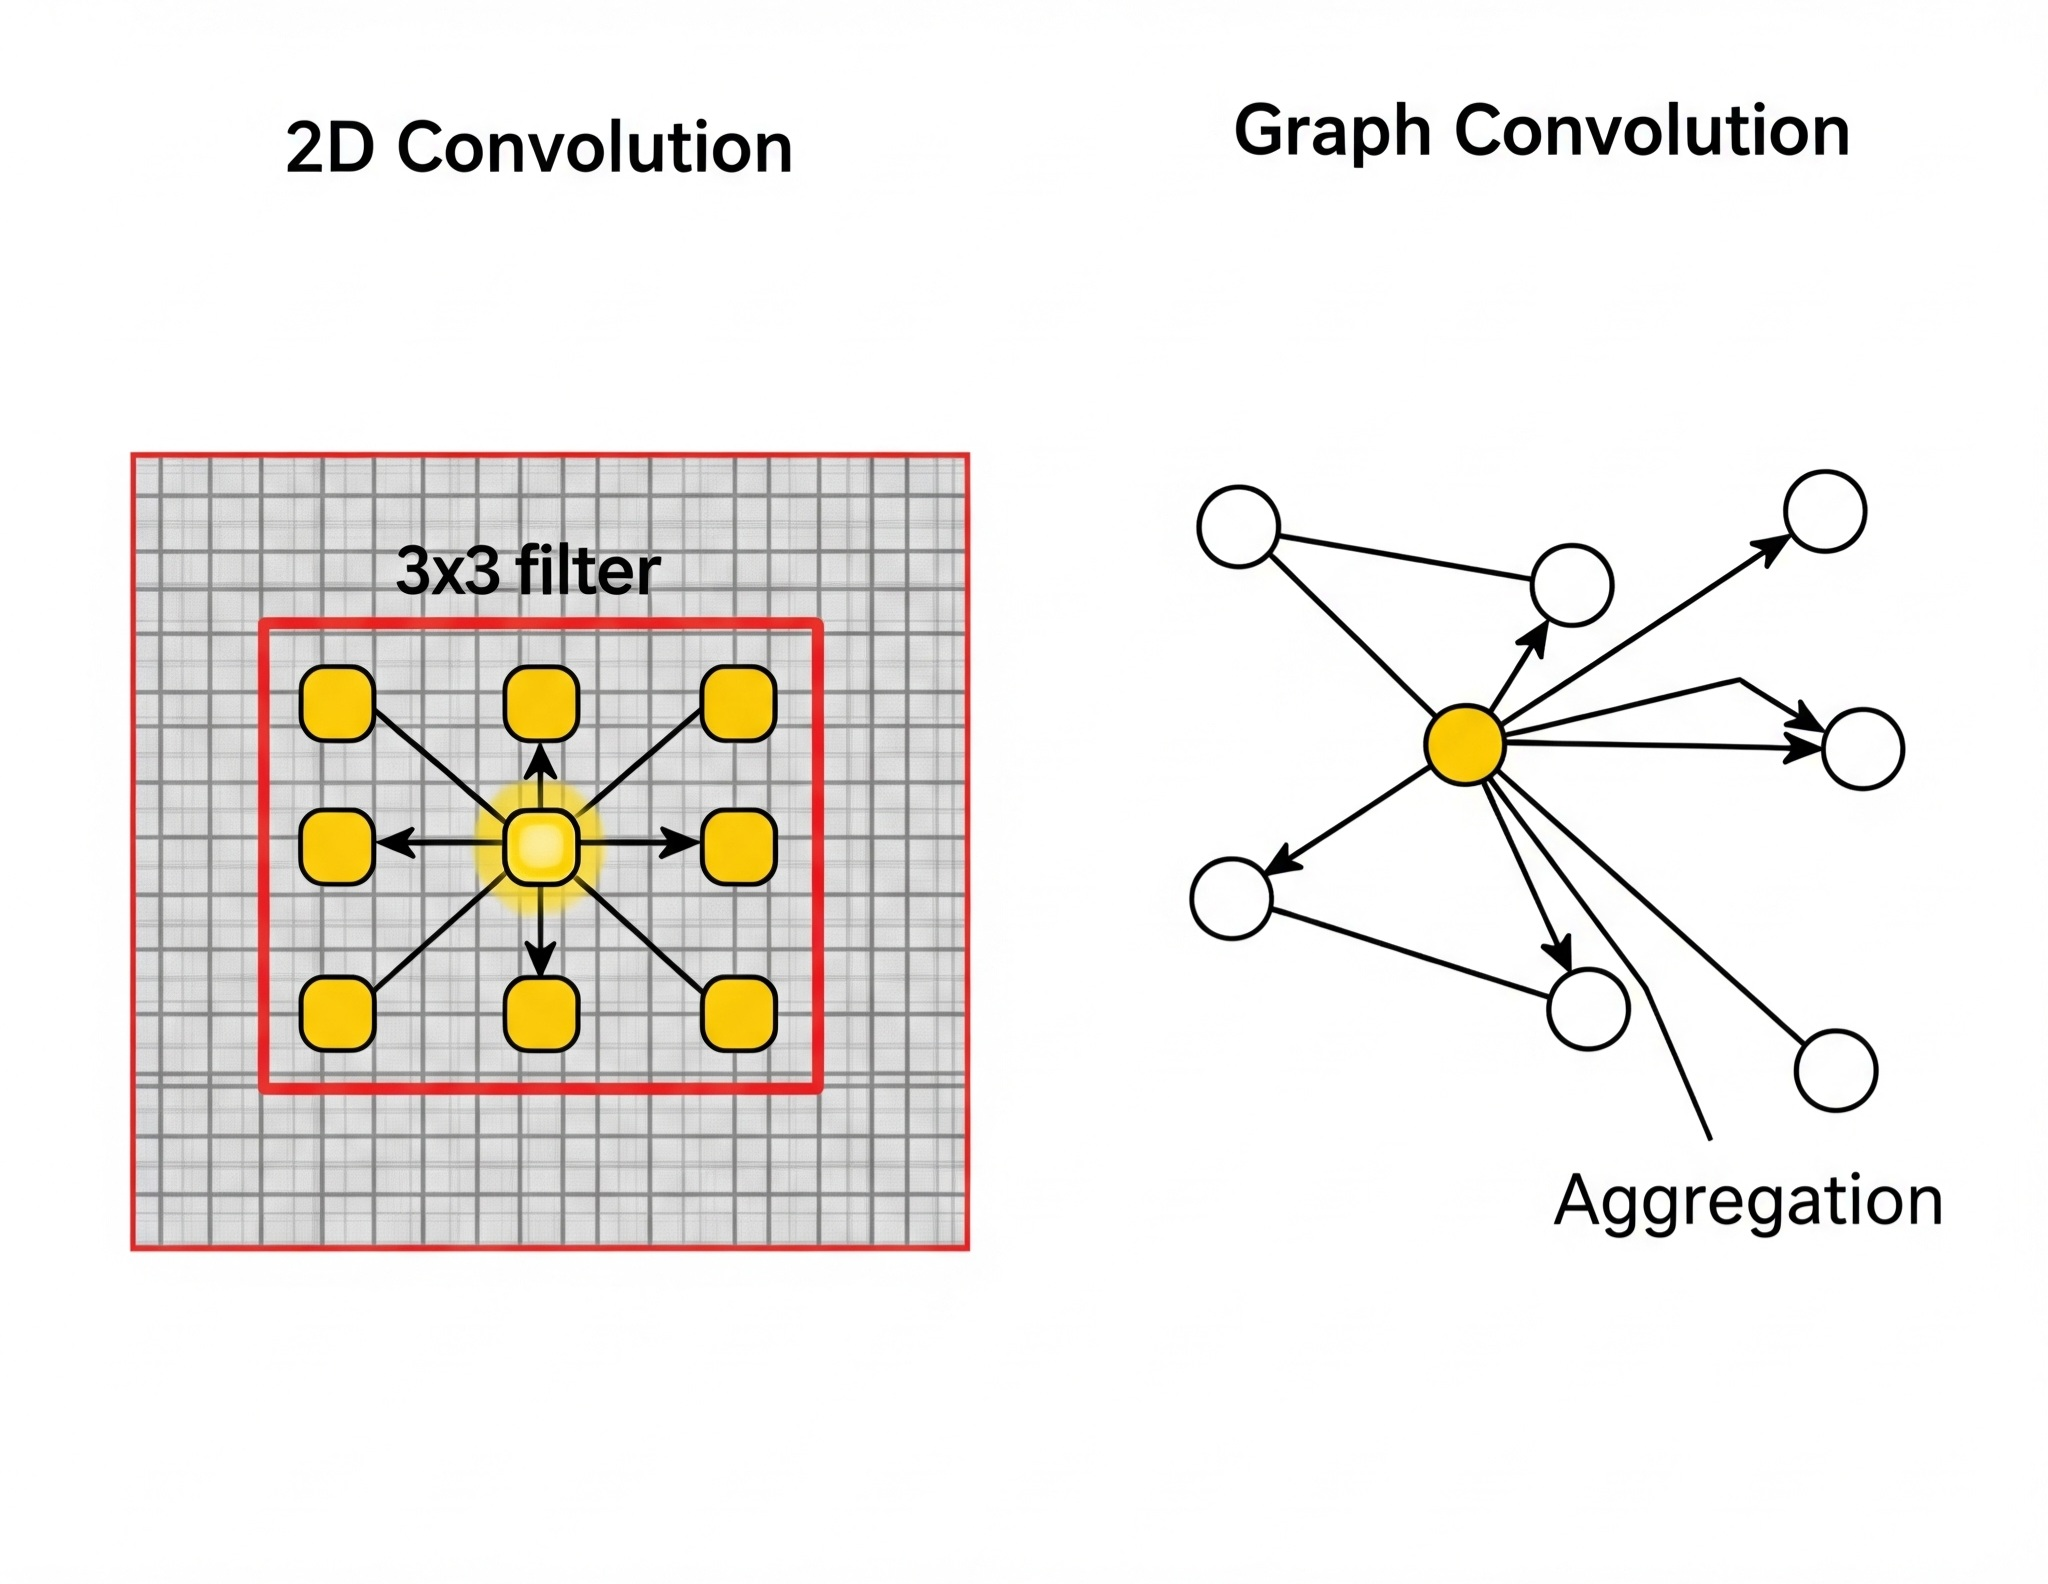 2D Convolution
Graph Convolution
3x3 filter
Aggregation